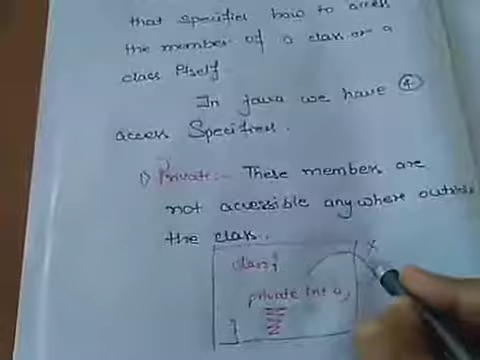 that specifies how to access
the member of a class or a
class itself.
In java we have 4
access Specifiers.
1) Private:- These members are
not accessible anywhere outside
the class.
class {
private int a;
}
x